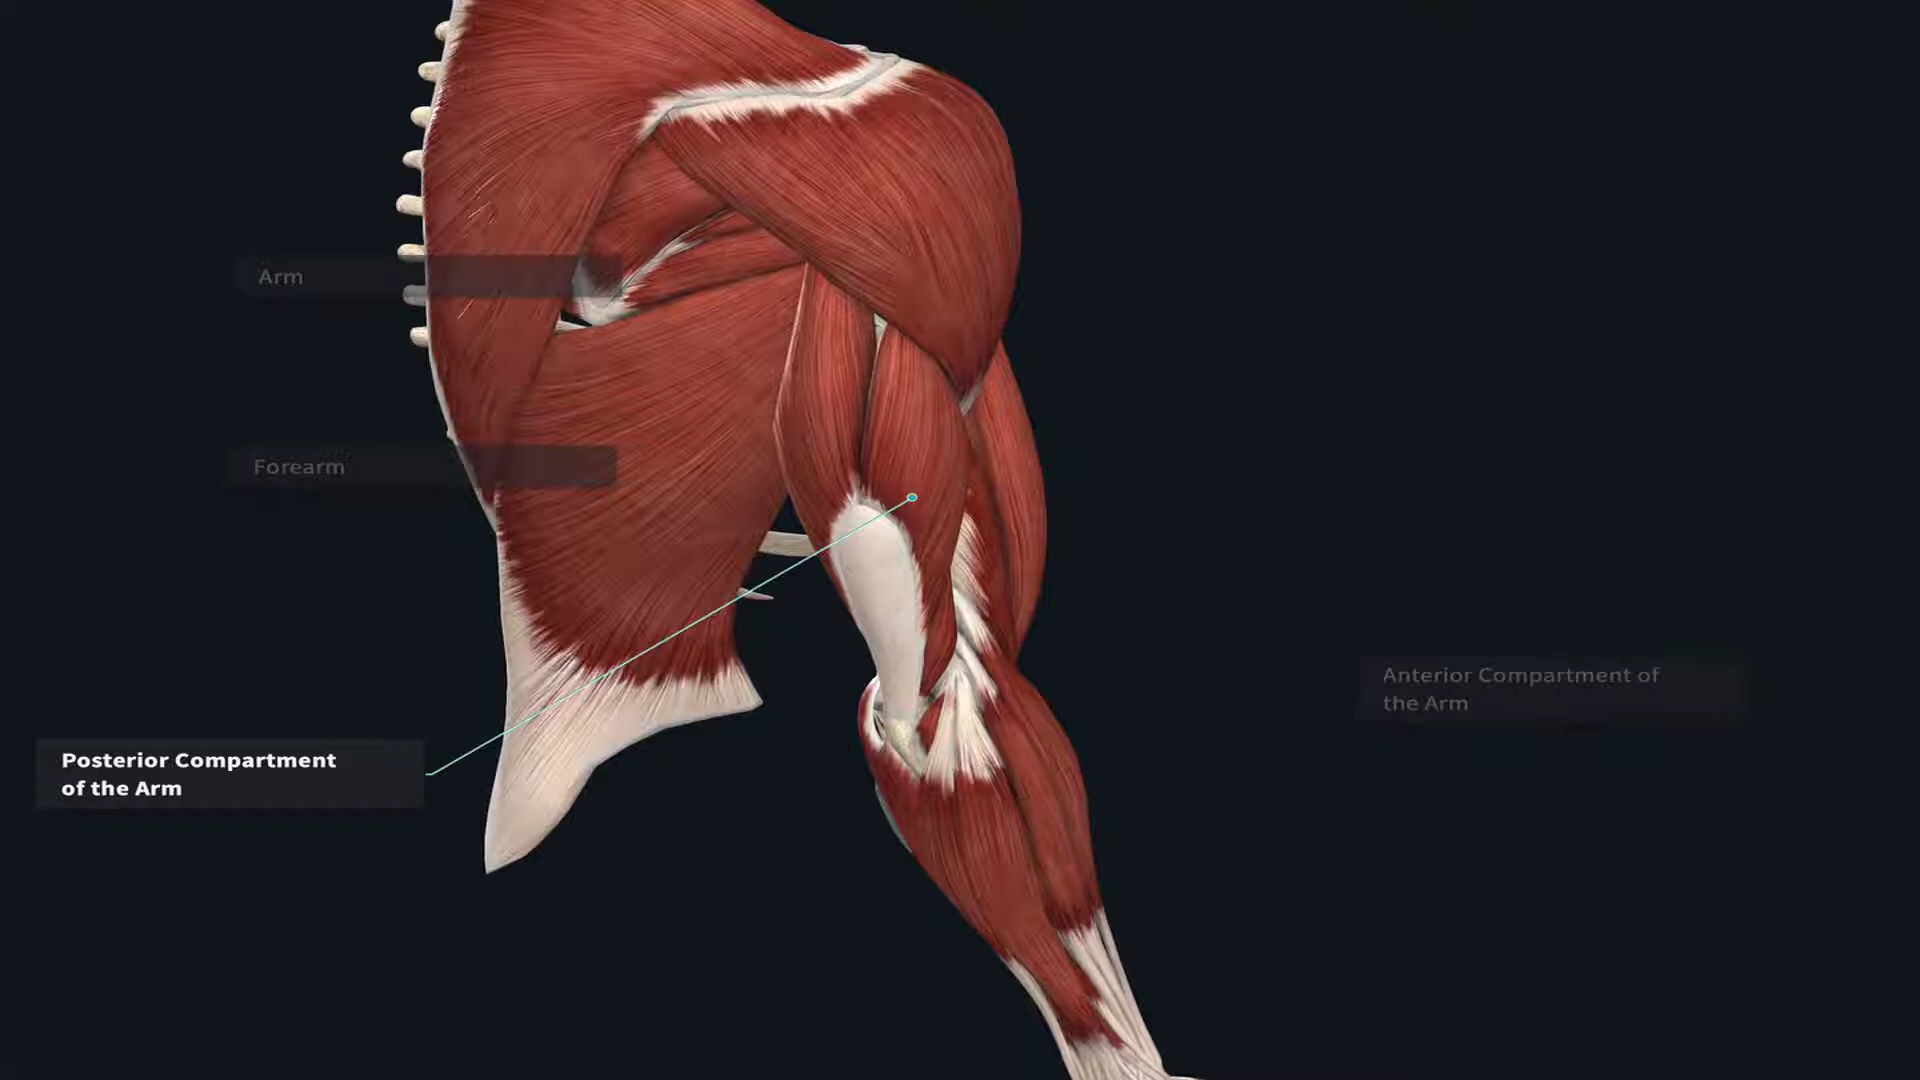 Arm
Forearm
Anterior Compartment of
the Arm
Posterior Compartment
of the Arm